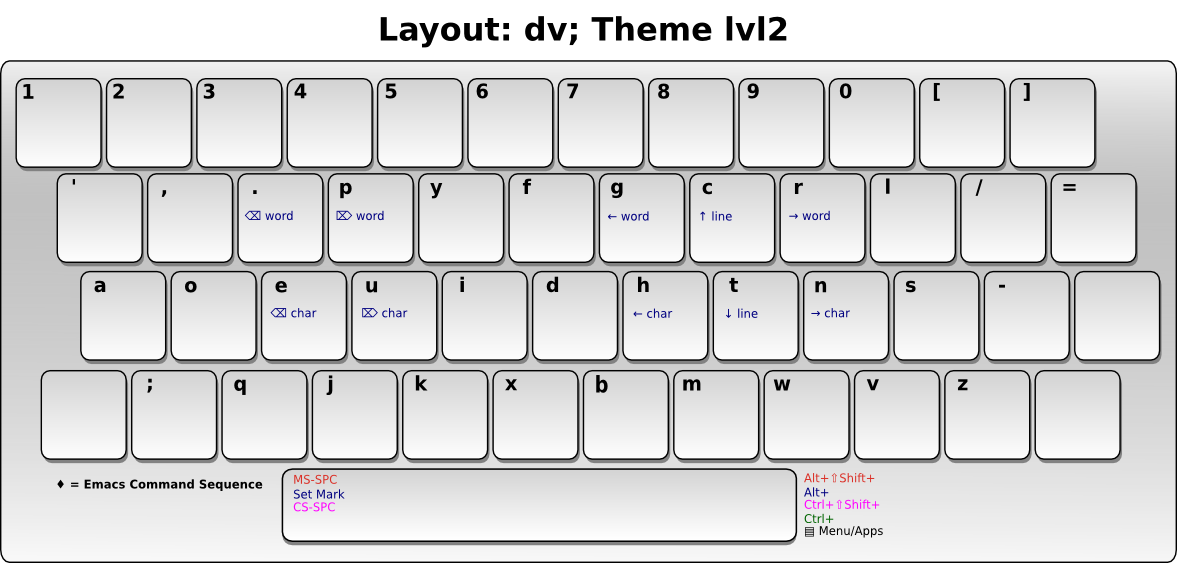 Layout: dv; Theme lvl2
1 2 3 4 5 6 7 8 9 0 [ ]
' , . p y f g c r l / =
⌫ word ⌦ word ← word ↑ line → word
a o e u i d h t n s -
⌫ char ⌦ char ← char ↓ line → char
; q j k x b m w v z
♦ = Emacs Command Sequence
MS-SPC
Set Mark
CS-SPC
Alt+⇧Shift+
Alt+
Ctrl+⇧Shift+
Ctrl+
▤ Menu/Apps